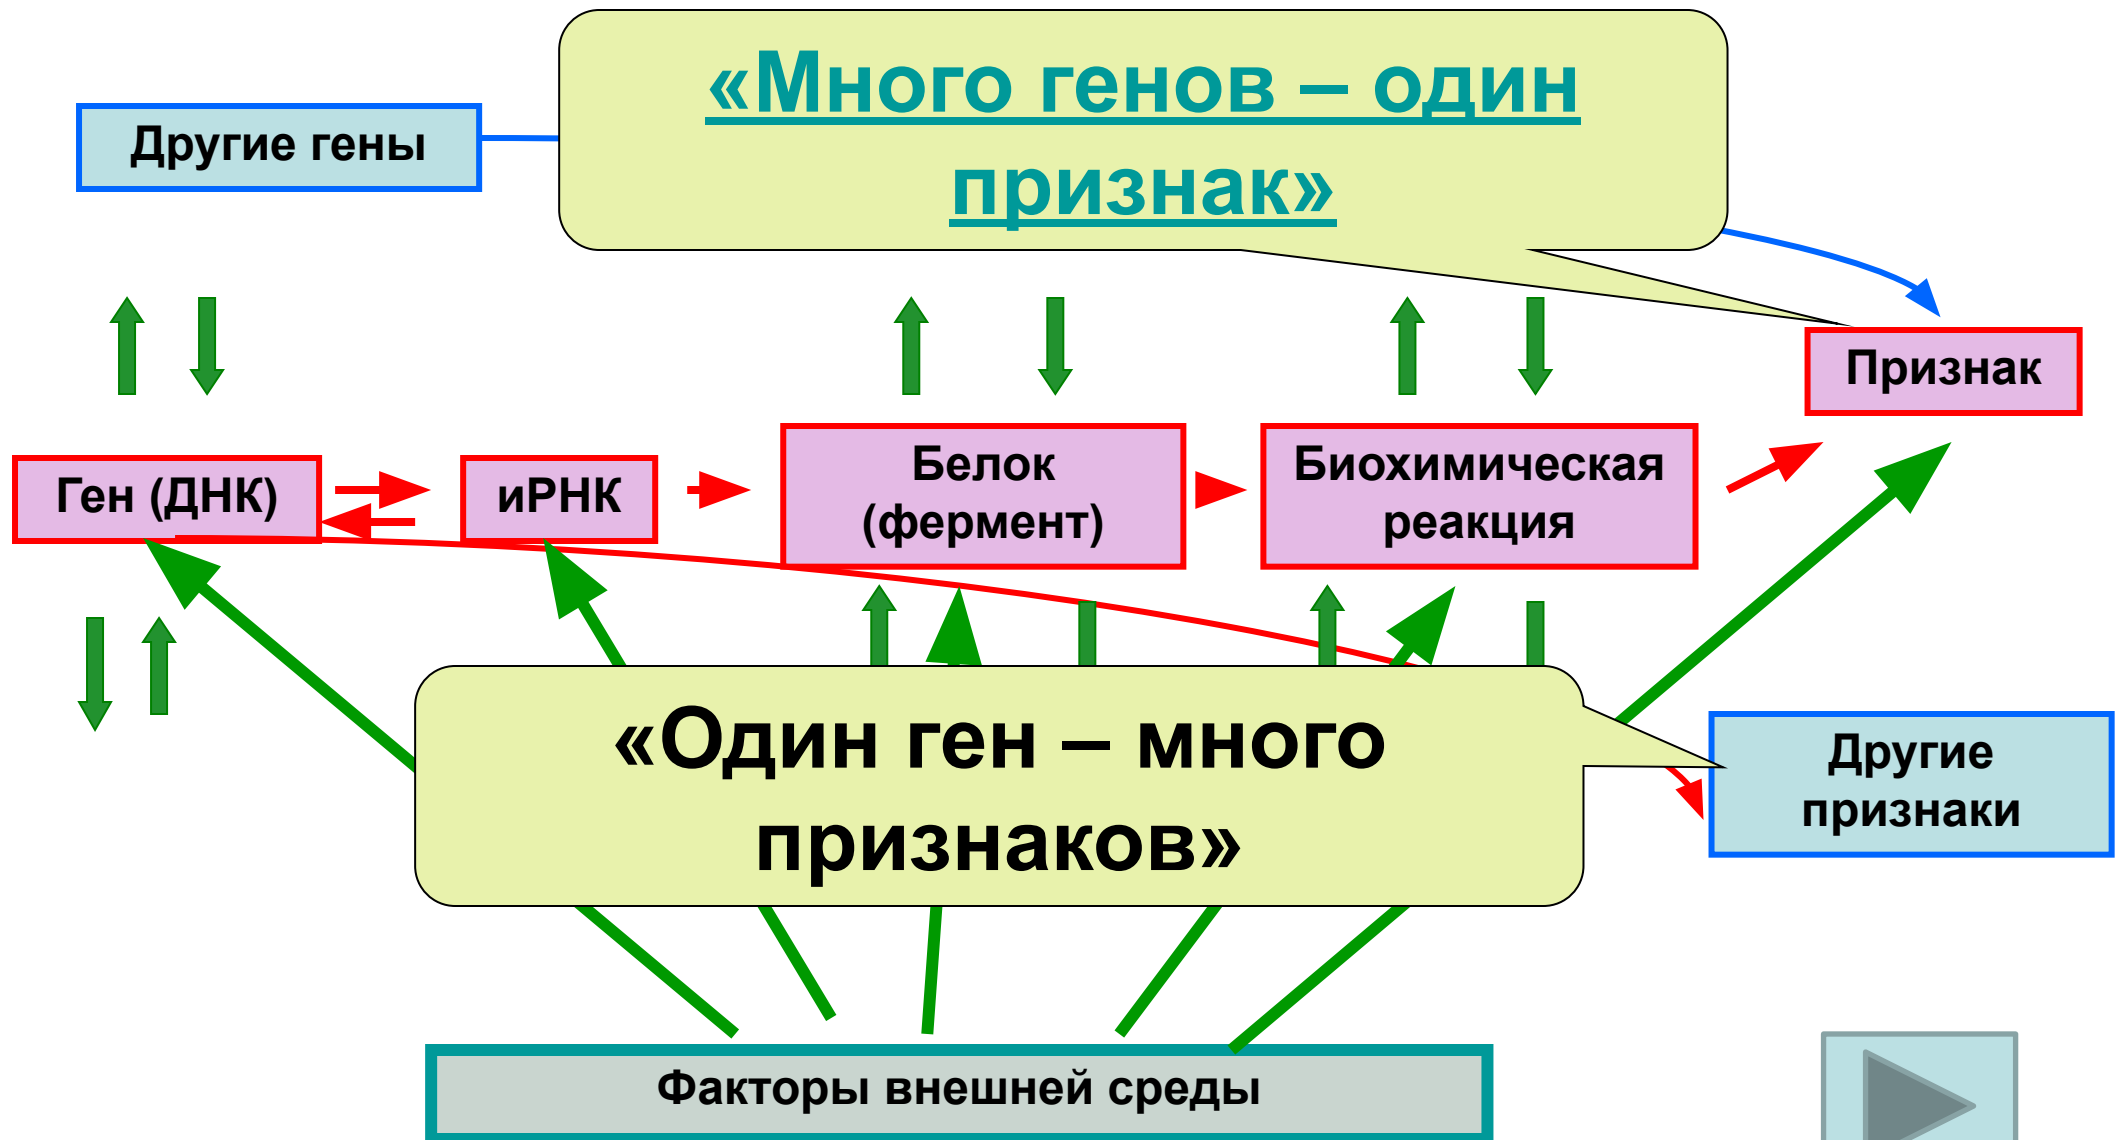 «Много генов – один
признак»
Другие гены
Признак
Ген (ДНК)
иРНК
Белок
(фермент)
Биохимическая
реакция
«Один ген – много
признаков»
Другие
признаки
Факторы внешней среды